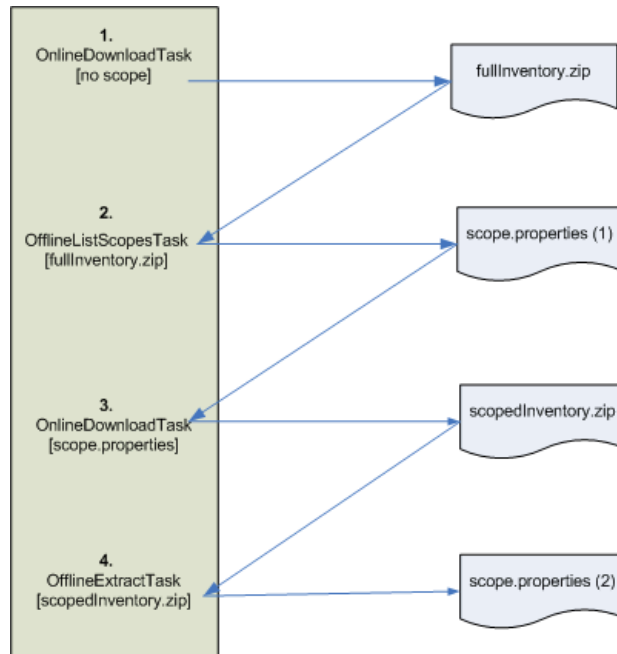 1.
OnlineDownloadTask
[no scope]
fullInventory.zip
2.
OfflineListScopesTask
[fullInventory.zip]
scope.properties (1)
3.
OnlineDownloadTask
[scope.properties]
scopedInventory.zip
4.
OfflineExtractTask
[scopedInventory.zip]
scope.properties (2)